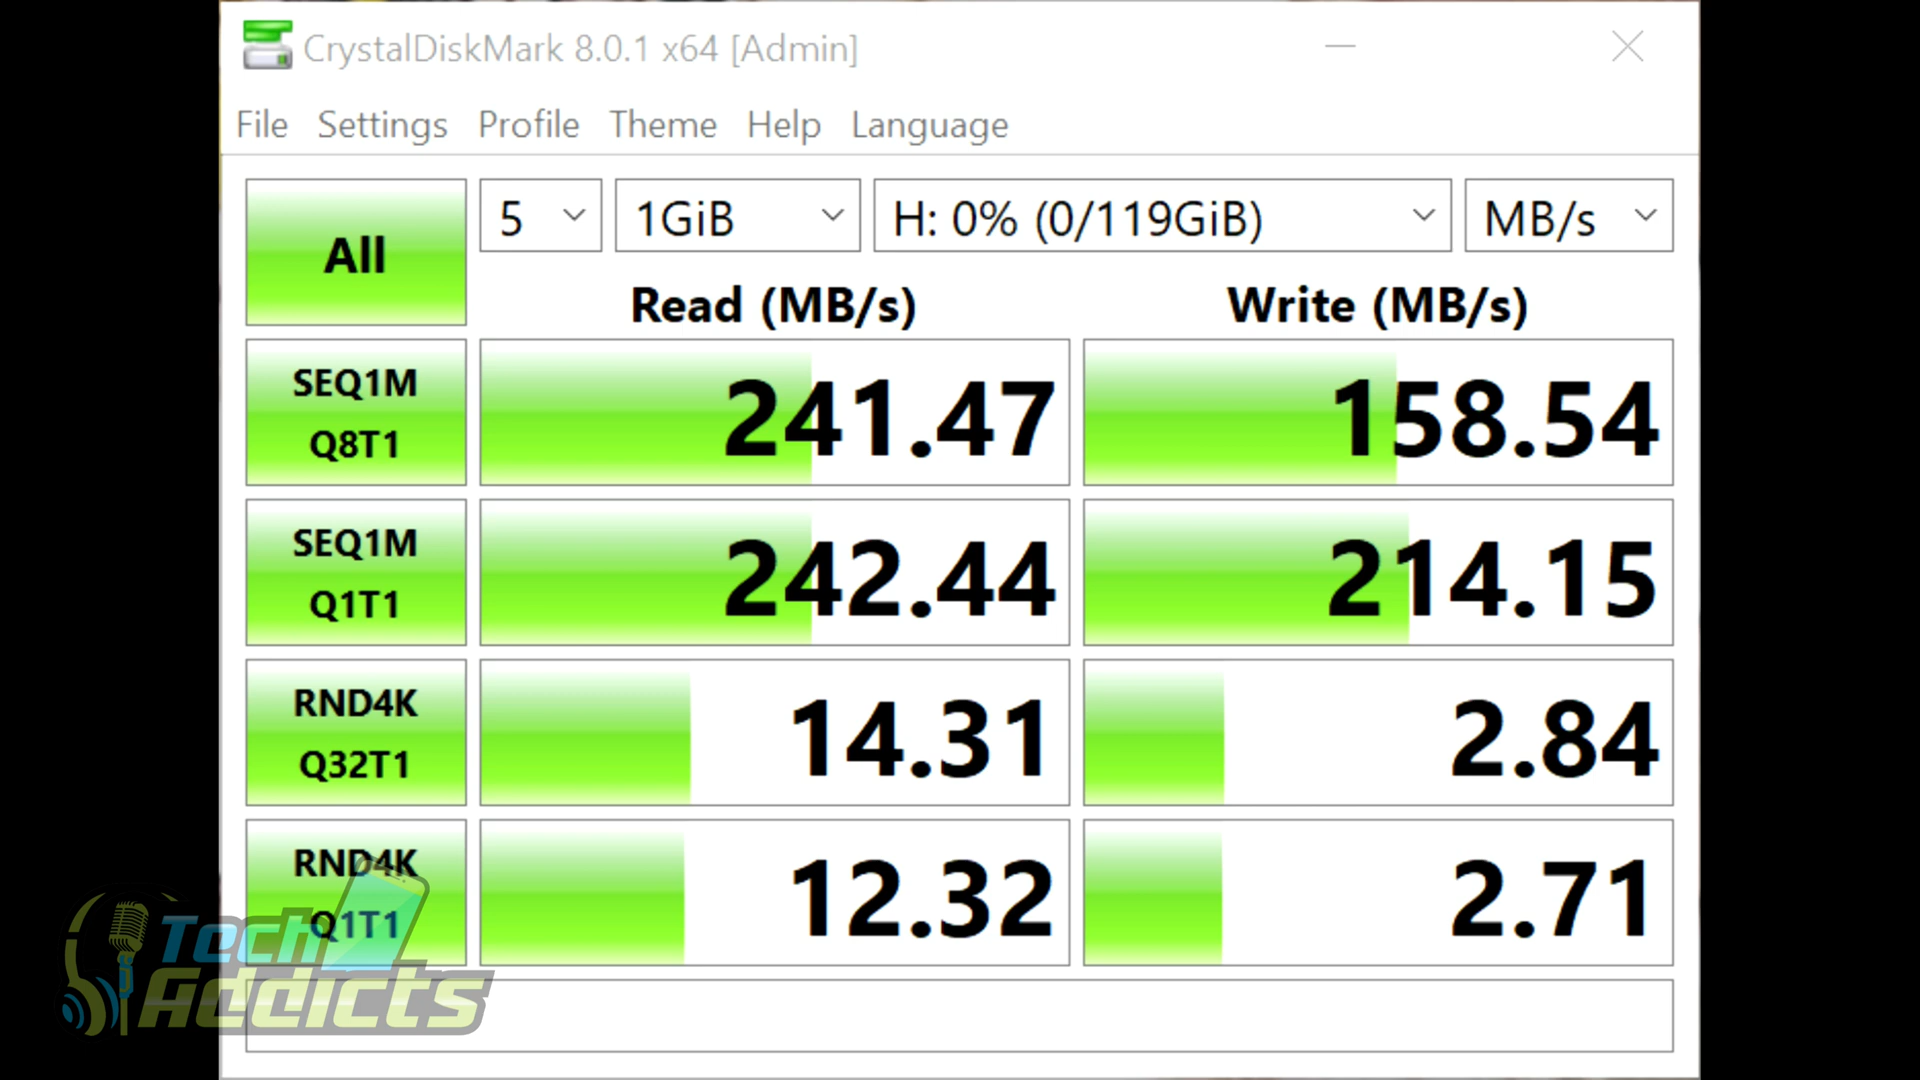 CrystalDiskMark 8.0.1 x64 [Admin]
File Settings Profile Theme Help Language
All
5
1GiB
H: 0% (0/119GiB)
MB/s
Read (MB/s)
Write (MB/s)
SEQ1M
Q8T1
241.47
158.54
SEQ1M
Q1T1
242.44
214.15
RND4K
Q32T1
14.31
2.84
RND4K
Q1T1
12.32
2.71
Tech
Addicts